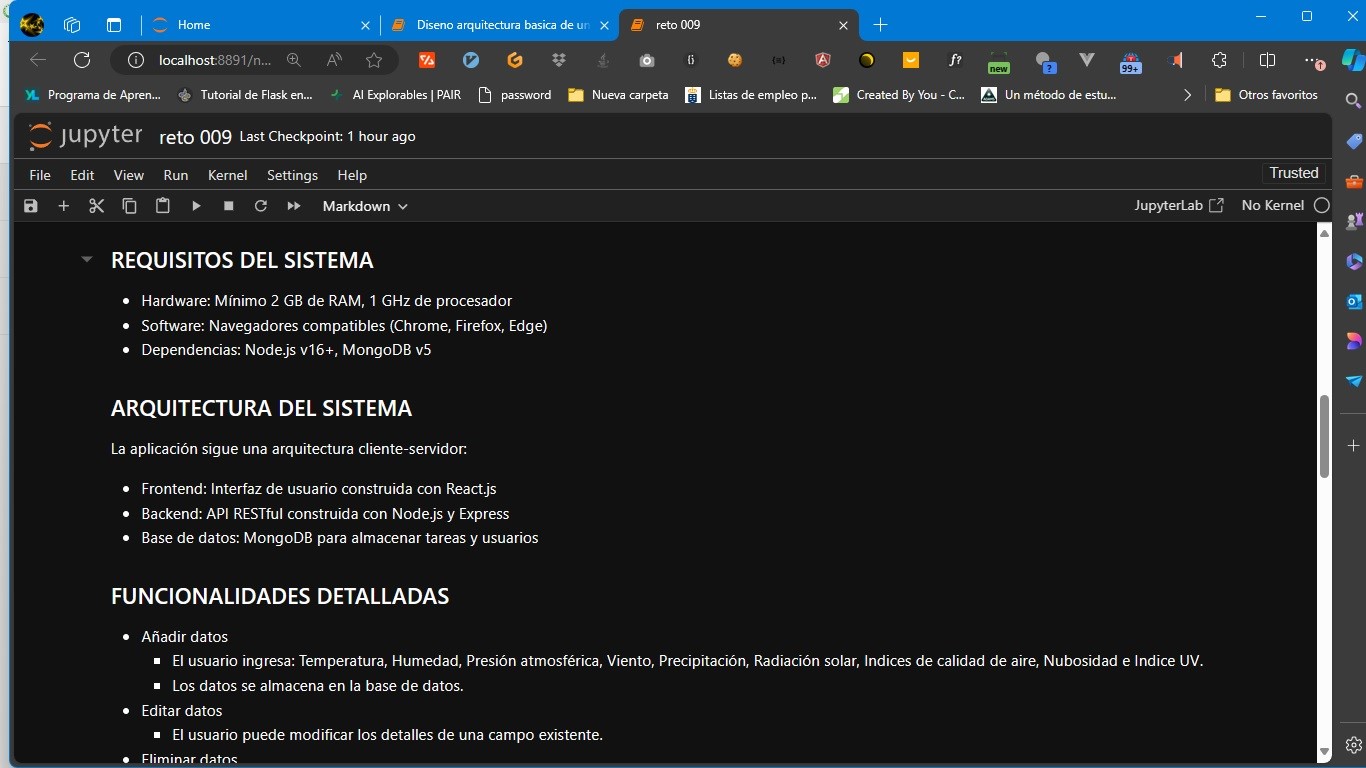 Home
Diseno arquitectura basica de un
reto 009
localhost:8891/n...
new
?
99+
Programa de Apren...
Tutorial de Flask en...
AI Explorables | PAIR
password
Nueva carpeta
Listas de empleo p...
Created By You - C...
Un método de estu...
Otros favoritos
jupyter reto 009 Last Checkpoint: 1 hour ago
File Edit View Run Kernel Settings Help
Trusted
Markdown
JupyterLab
No Kernel
REQUISITOS DEL SISTEMA
Hardware: Mínimo 2 GB de RAM, 1 GHz de procesador
Software: Navegadores compatibles (Chrome, Firefox, Edge)
Dependencias: Node.js v16+, MongoDB v5
ARQUITECTURA DEL SISTEMA
La aplicación sigue una arquitectura cliente-servidor:
Frontend: Interfaz de usuario construida con React.js
Backend: API RESTful construida con Node.js y Express
Base de datos: MongoDB para almacenar tareas y usuarios
FUNCIONALIDADES DETALLADAS
Añadir datos
El usuario ingresa: Temperatura, Humedad, Presión atmosférica, Viento, Precipitación, Radiación solar, Indices de calidad de aire, Nubosidad e Indice UV.
Los datos se almacena en la base de datos.
Editar datos
El usuario puede modificar los detalles de una campo existente.
Eliminar datos